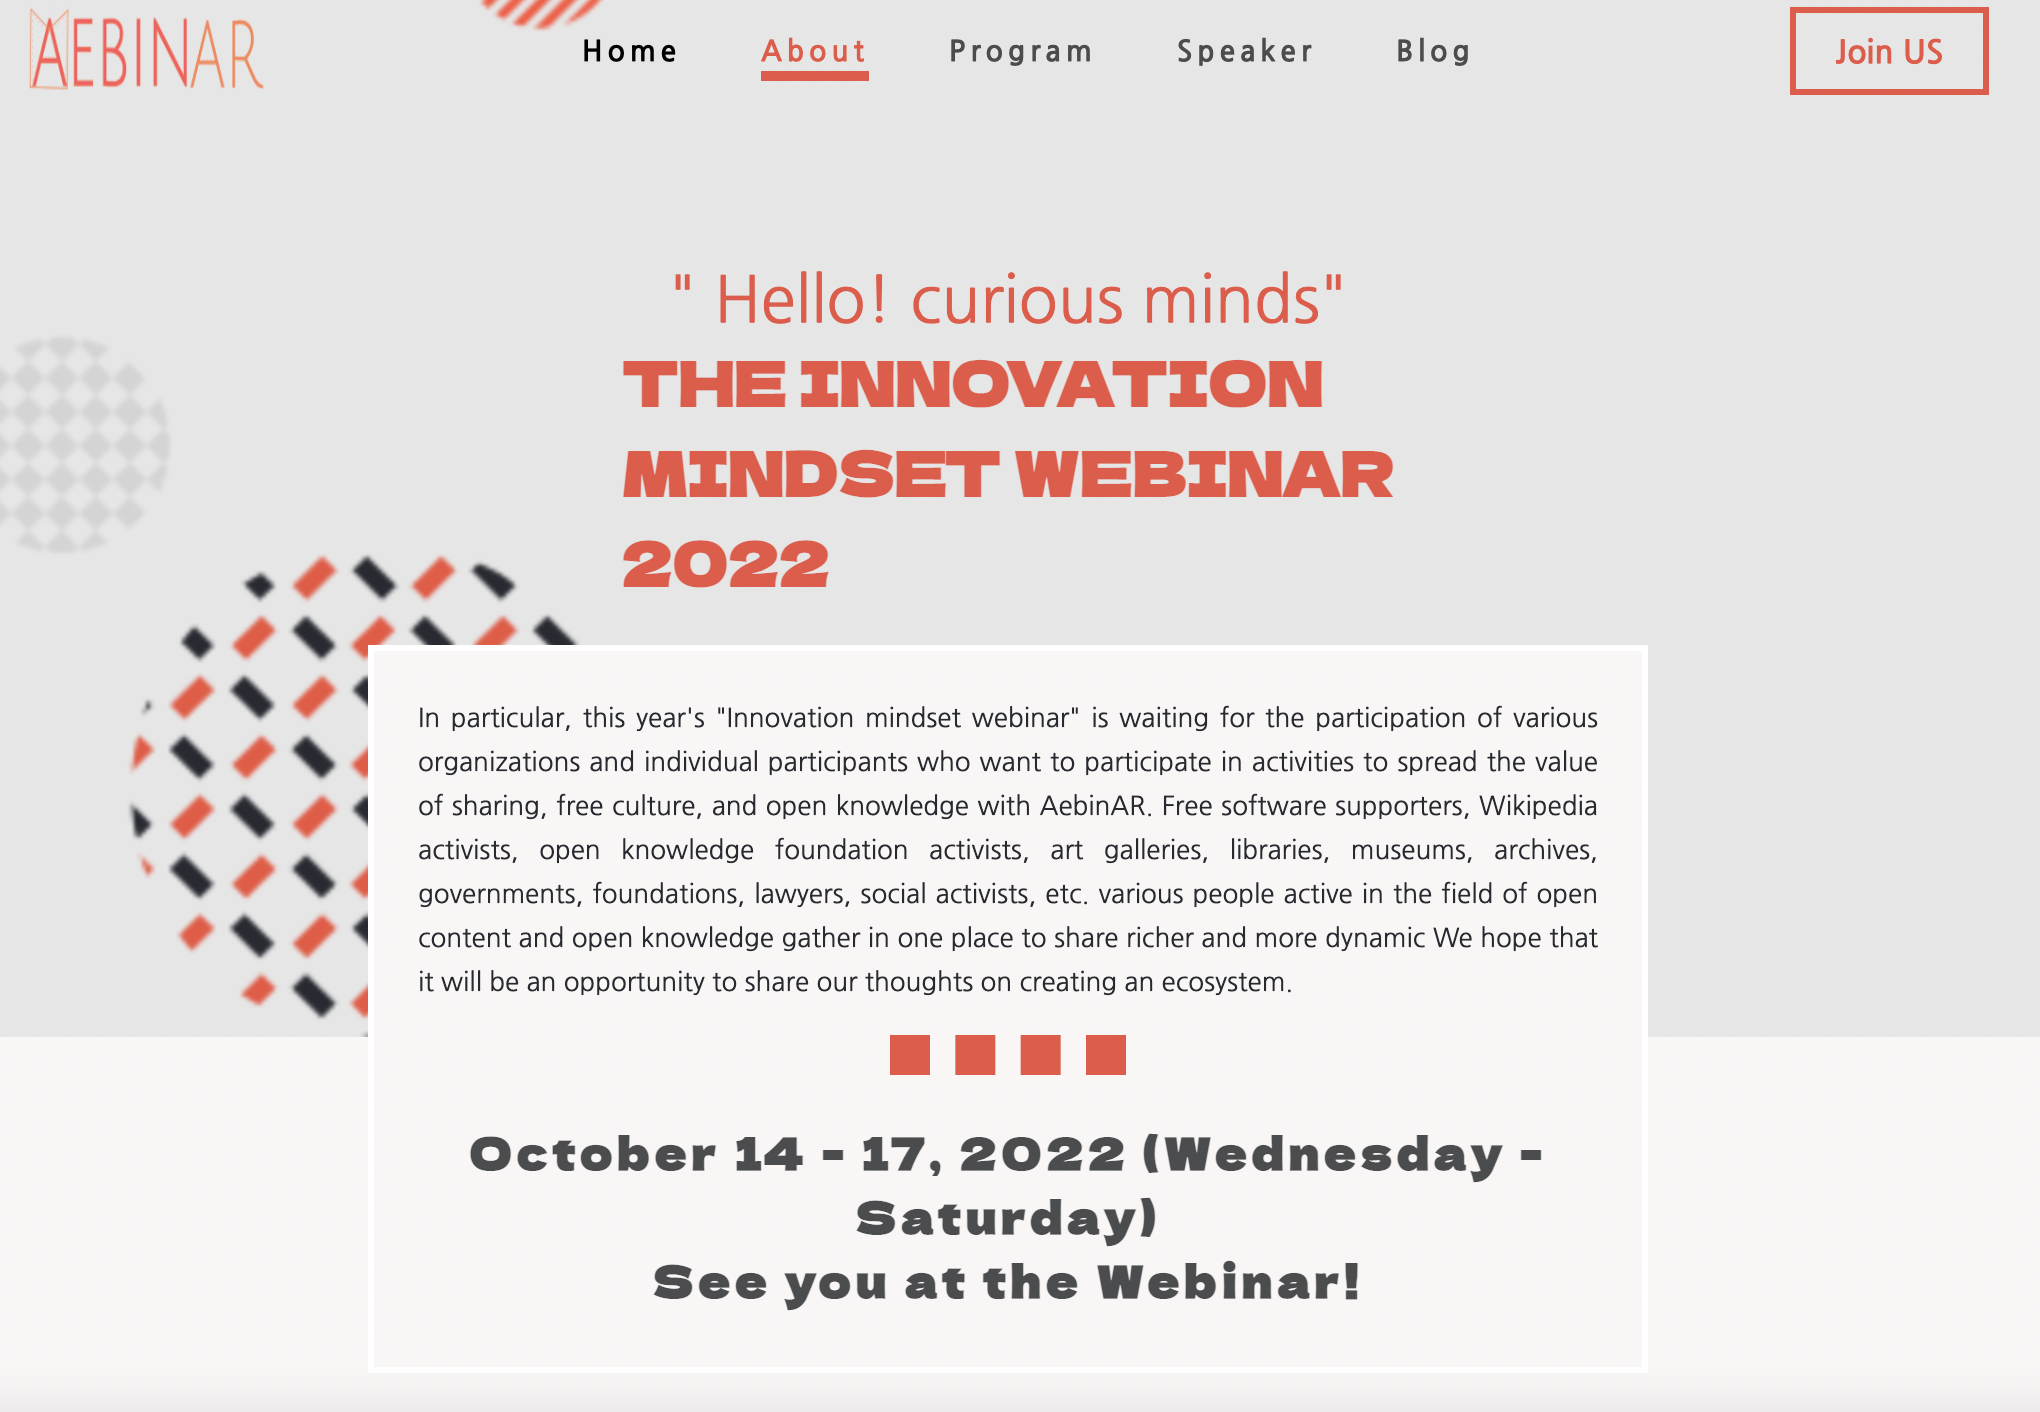 AEBINAR
Home About Program Speaker Blog
Join US
" Hello! curious minds"
THE INNOVATION
MINDSET WEBINAR
2022
In particular, this year's "Innovation mindset webinar" is waiting for the participation of various
organizations and individual participants who want to participate in activities to spread the value
of sharing, free culture, and open knowledge with AebinAR. Free software supporters, Wikipedia
activists, open knowledge foundation activists, art galleries, libraries, museums, archives,
governments, foundations, lawyers, social activists, etc. various people active in the field of open
content and open knowledge gather in one place to share richer and more dynamic We hope that
it will be an opportunity to share our thoughts on creating an ecosystem.
October 14 - 17, 2022 (Wednesday -
Saturday)
See you at the Webinar!